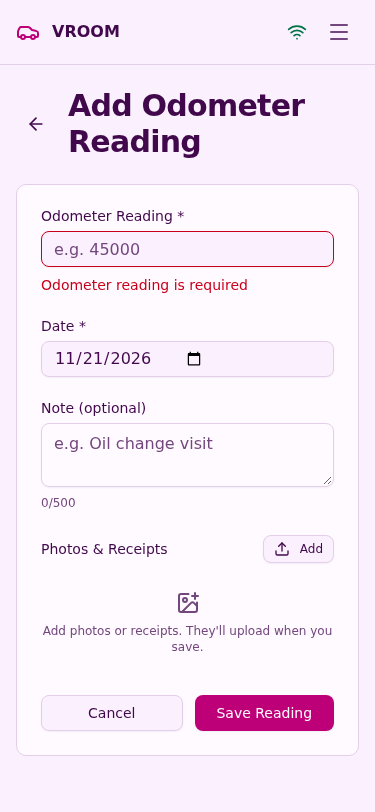 VROOM
Add Odometer
Reading
Odometer Reading *
e.g. 45000
Odometer reading is required
Date *
11/21/2026
Note (optional)
e.g. Oil change visit
0/500
Photos & Receipts
Add
Add photos or receipts. They'll upload when you
save.
Cancel
Save Reading